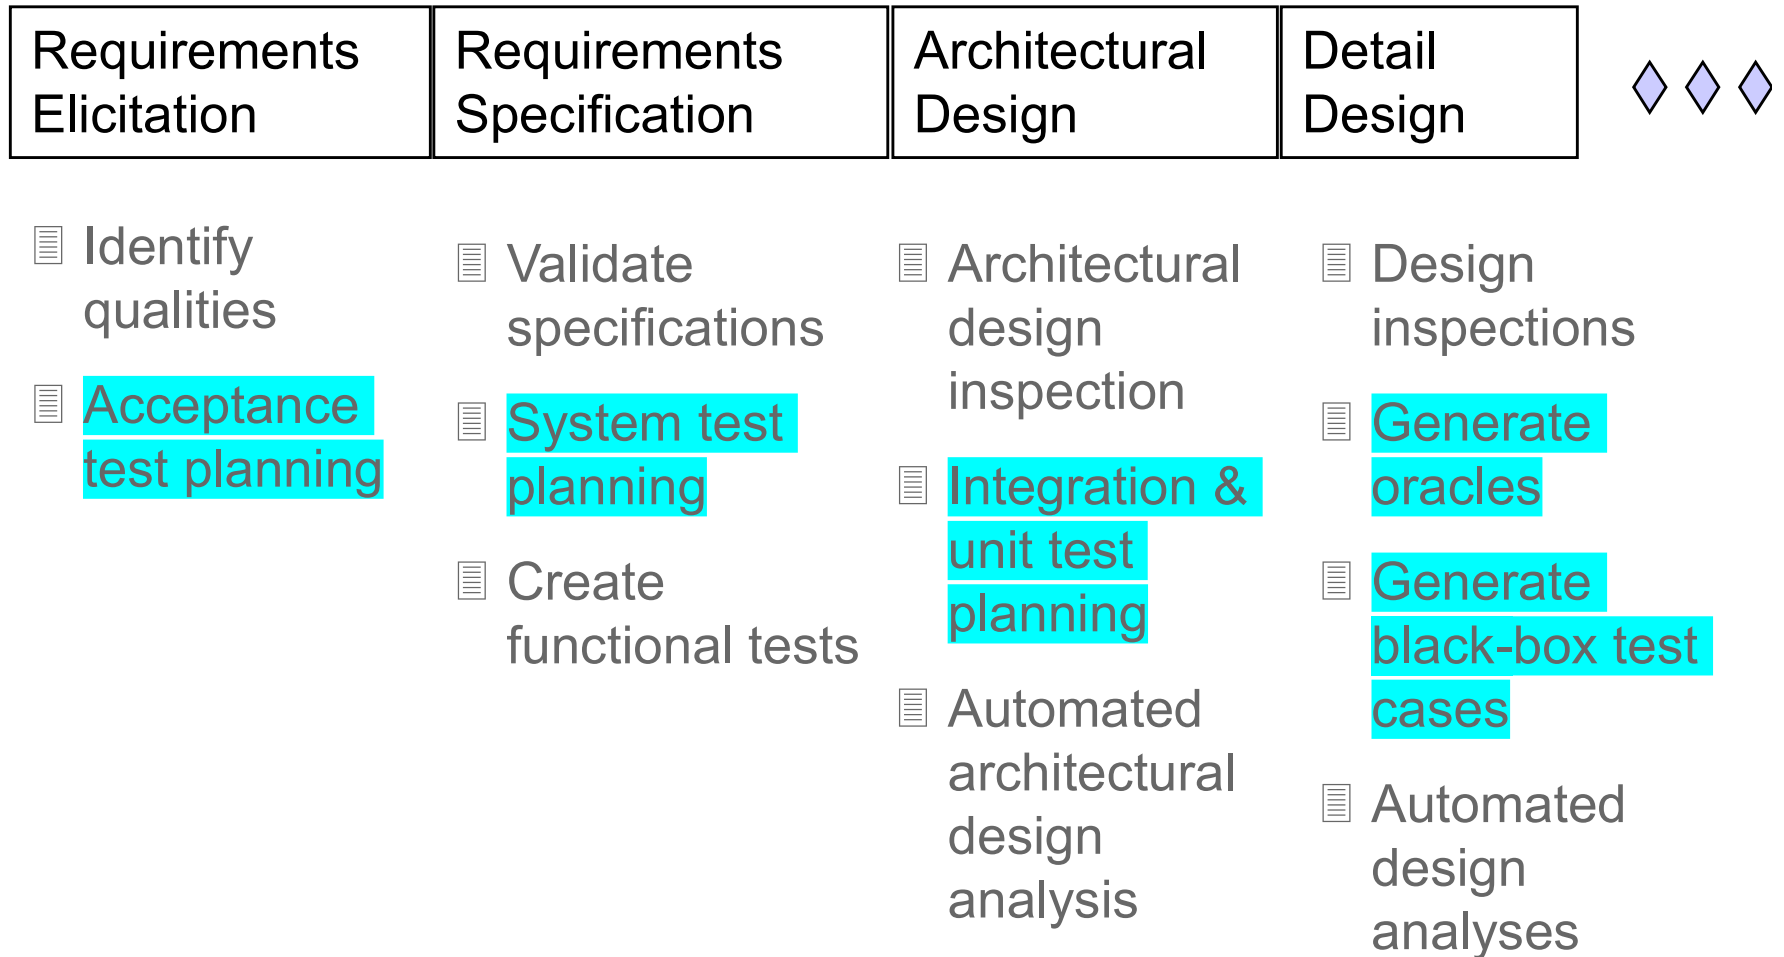 Requirements
Elicitation
Requirements
Specification
Architectural
Design
Detail
Design
Identify
qualities
Acceptance
test planning
Validate
specifications
System test
planning
Create
functional tests
Architectural
design
inspection
Integration &
unit test
planning
Automated
architectural
design
analysis
Design
inspections
Generate
oracles
Generate
black-box test
cases
Automated
design
analyses